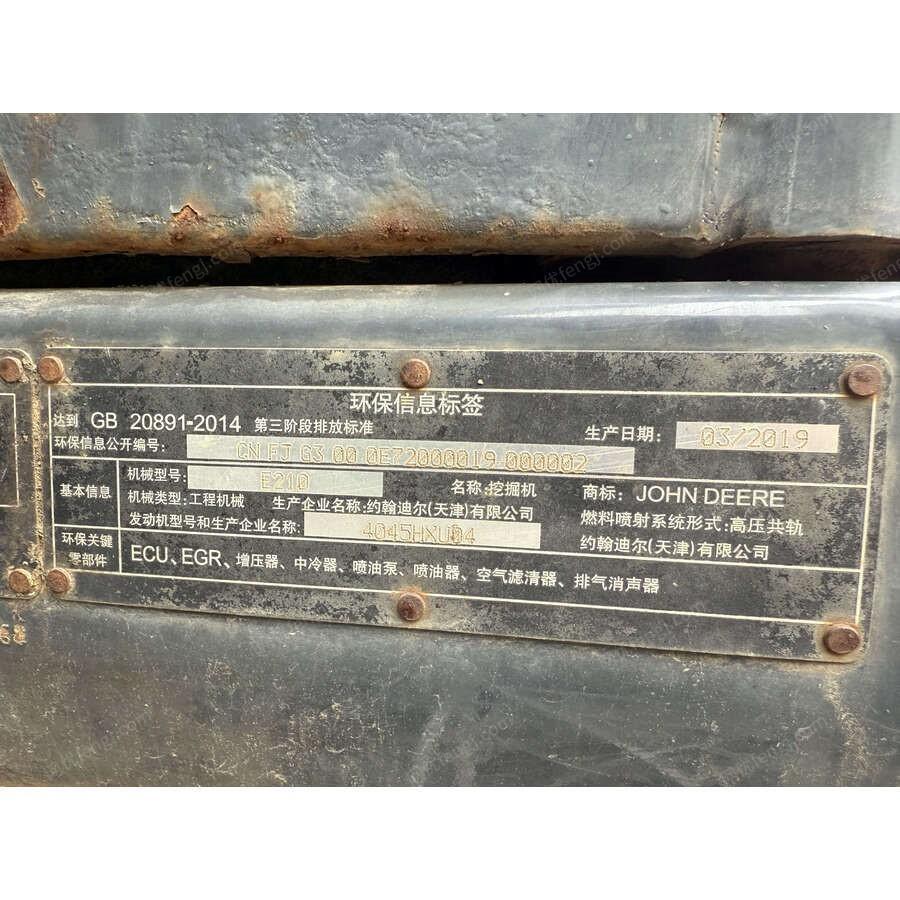 环保信息标签
达到 GB 20891-2014 第三阶段排放标准
生产日期: 03/2019
环保信息公开编号: CN FJ G3 00 0E72000019 000002
基本信息
机械型号: E210 名称:挖掘机 商标: JOHN DEERE
机械类型:工程机械 生产企业名称:约翰迪尔(天津)有限公司 燃料喷射系统形式:高压共轨
发动机型号和生产企业名称: 4045HXU04 约翰迪尔(天津)有限公司
环保关键
零部件
ECU、EGR、增压器、中冷器、喷油泵、喷油器、空气滤清器、排气消声器